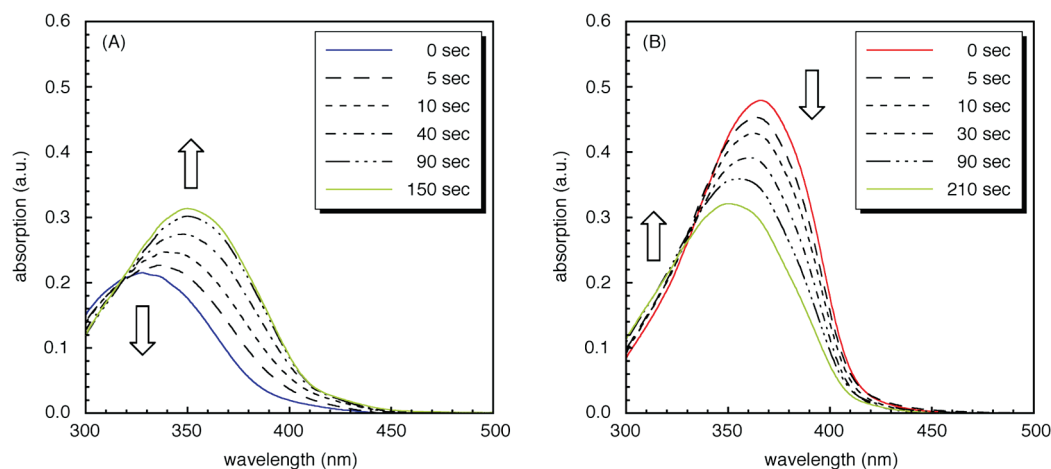 (A)
0 sec
5 sec
10 sec
40 sec
90 sec
150 sec
absorption (a.u.)
0.6
0.5
0.4
0.3
0.2
0.1
0.0
300
350
400
450
500
wavelength (nm)
(B)
0 sec
5 sec
10 sec
30 sec
90 sec
210 sec
absorption (a.u.)
0.6
0.5
0.4
0.3
0.2
0.1
0.0
300
350
400
450
500
wavelength (nm)